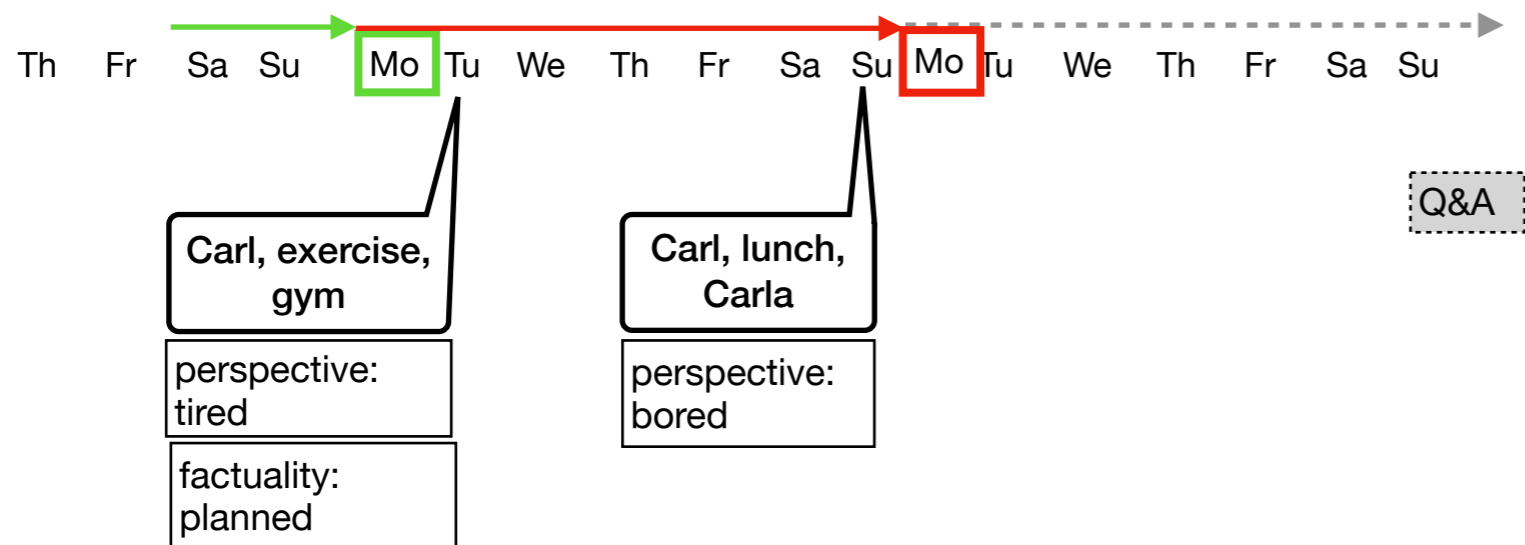 Th Fr Sa Su Mo Tu We Th Fr Sa Su Mo Tu We Th Fr Sa Su
Q&A
Carl, exercise,
gym
Carl, lunch,
Carla
perspective:
tired
perspective:
bored
factuality:
planned